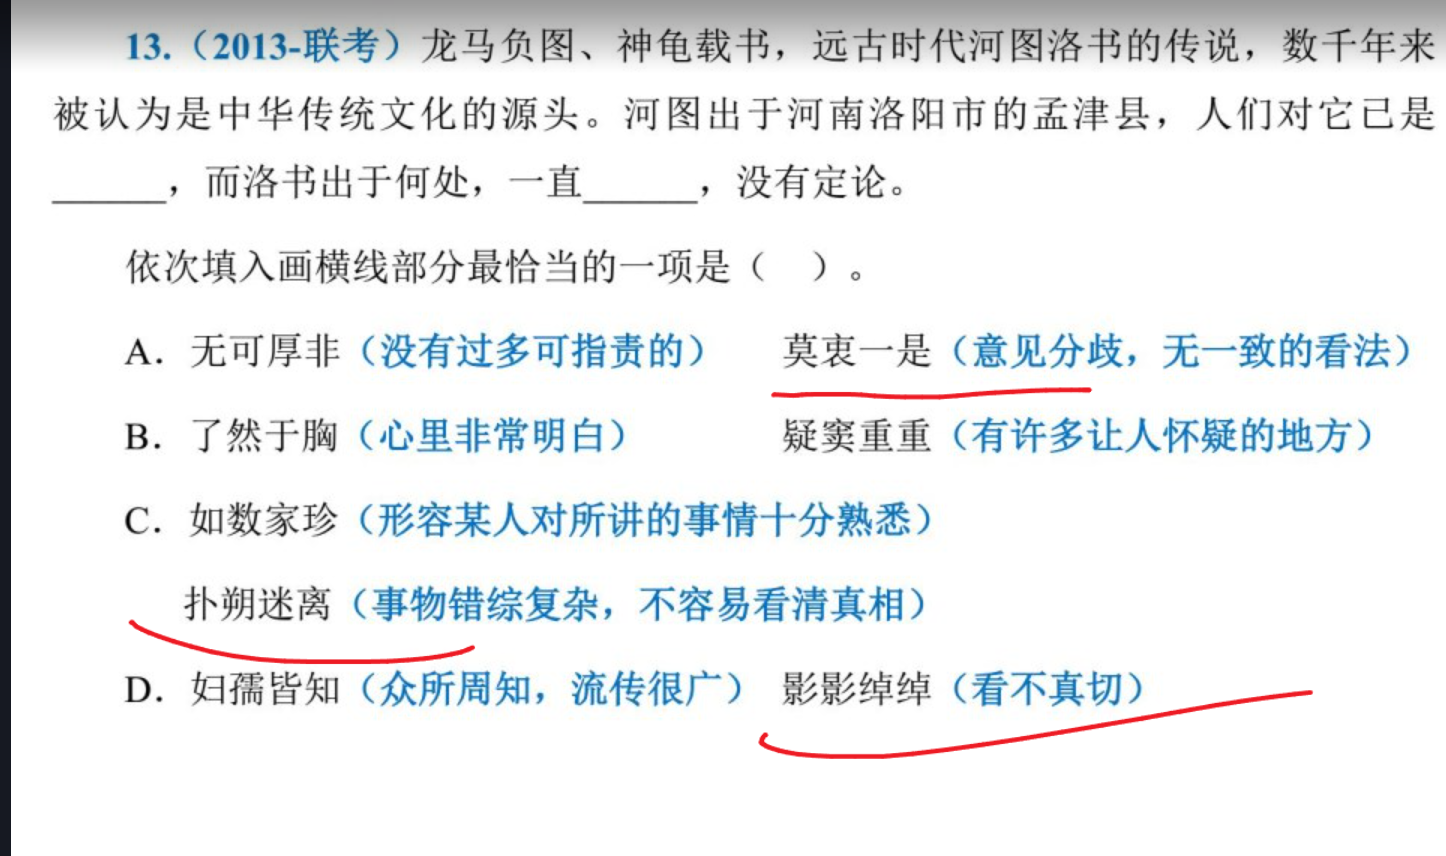 13.（2013-联考）龙马负图、神龟载书，远古时代河图洛书的传说，数千年来
被认为是中华传统文化的源头。河图出于河南洛阳市的孟津县，人们对它已是
______，而洛书出于何处，一直______，没有定论。
依次填入画横线部分最恰当的一项是（　）。
A．无可厚非（没有过多可指责的）　莫衷一是（意见分歧，无一致的看法）
B．了然于胸（心里非常明白）　疑窦重重（有许多让人怀疑的地方）
C．如数家珍（形容某人对所讲的事情十分熟悉）
扑朔迷离（事物错综复杂，不容易看清真相）
D．妇孺皆知（众所周知，流传很广）　影影绰绰（看不真切）